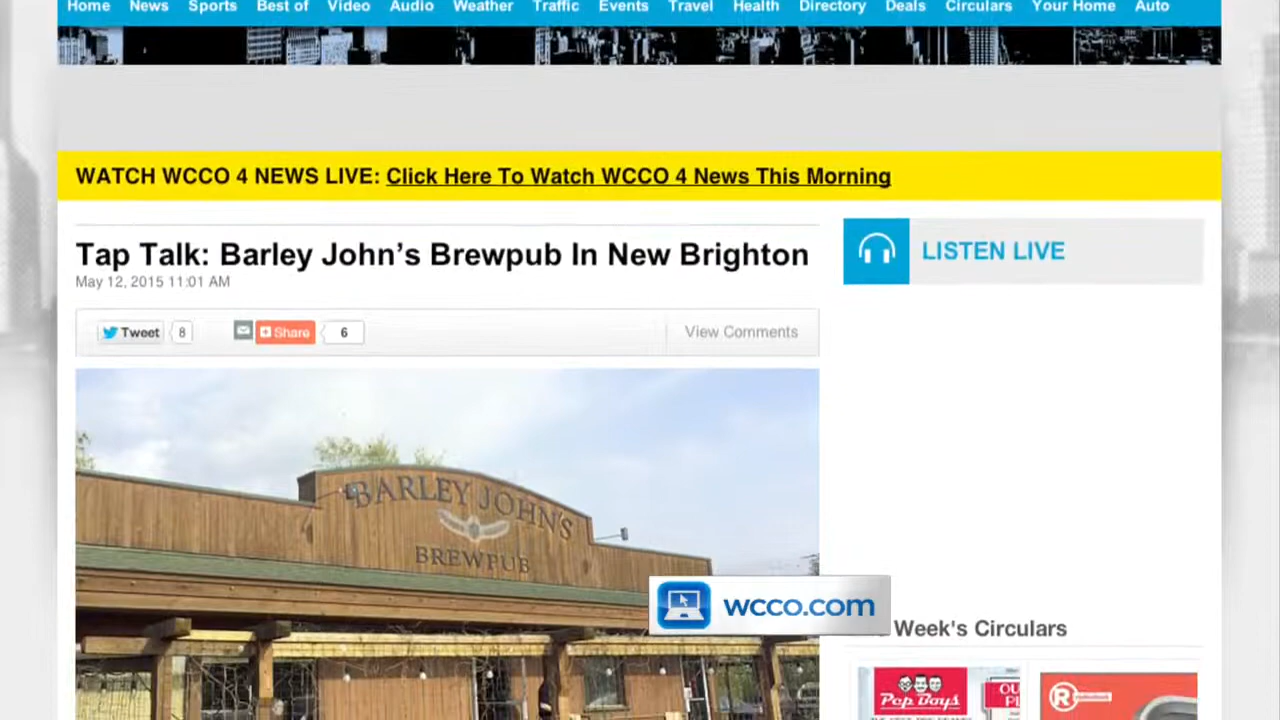 Home News Sports Best of Video Audio Weather Traffic Events Travel Health Directory Deals Circulars Your Home Auto
WATCH WCCO 4 NEWS LIVE: Click Here To Watch WCCO 4 News This Morning
Tap Talk: Barley John's Brewpub In New Brighton
May 12, 2015 11:01 AM
LISTEN LIVE
Tweet 8 Share 6 View Comments
BARLEY JOHN'S
BREWPUB
wcco.com
Week's Circulars
Pep Boys
R